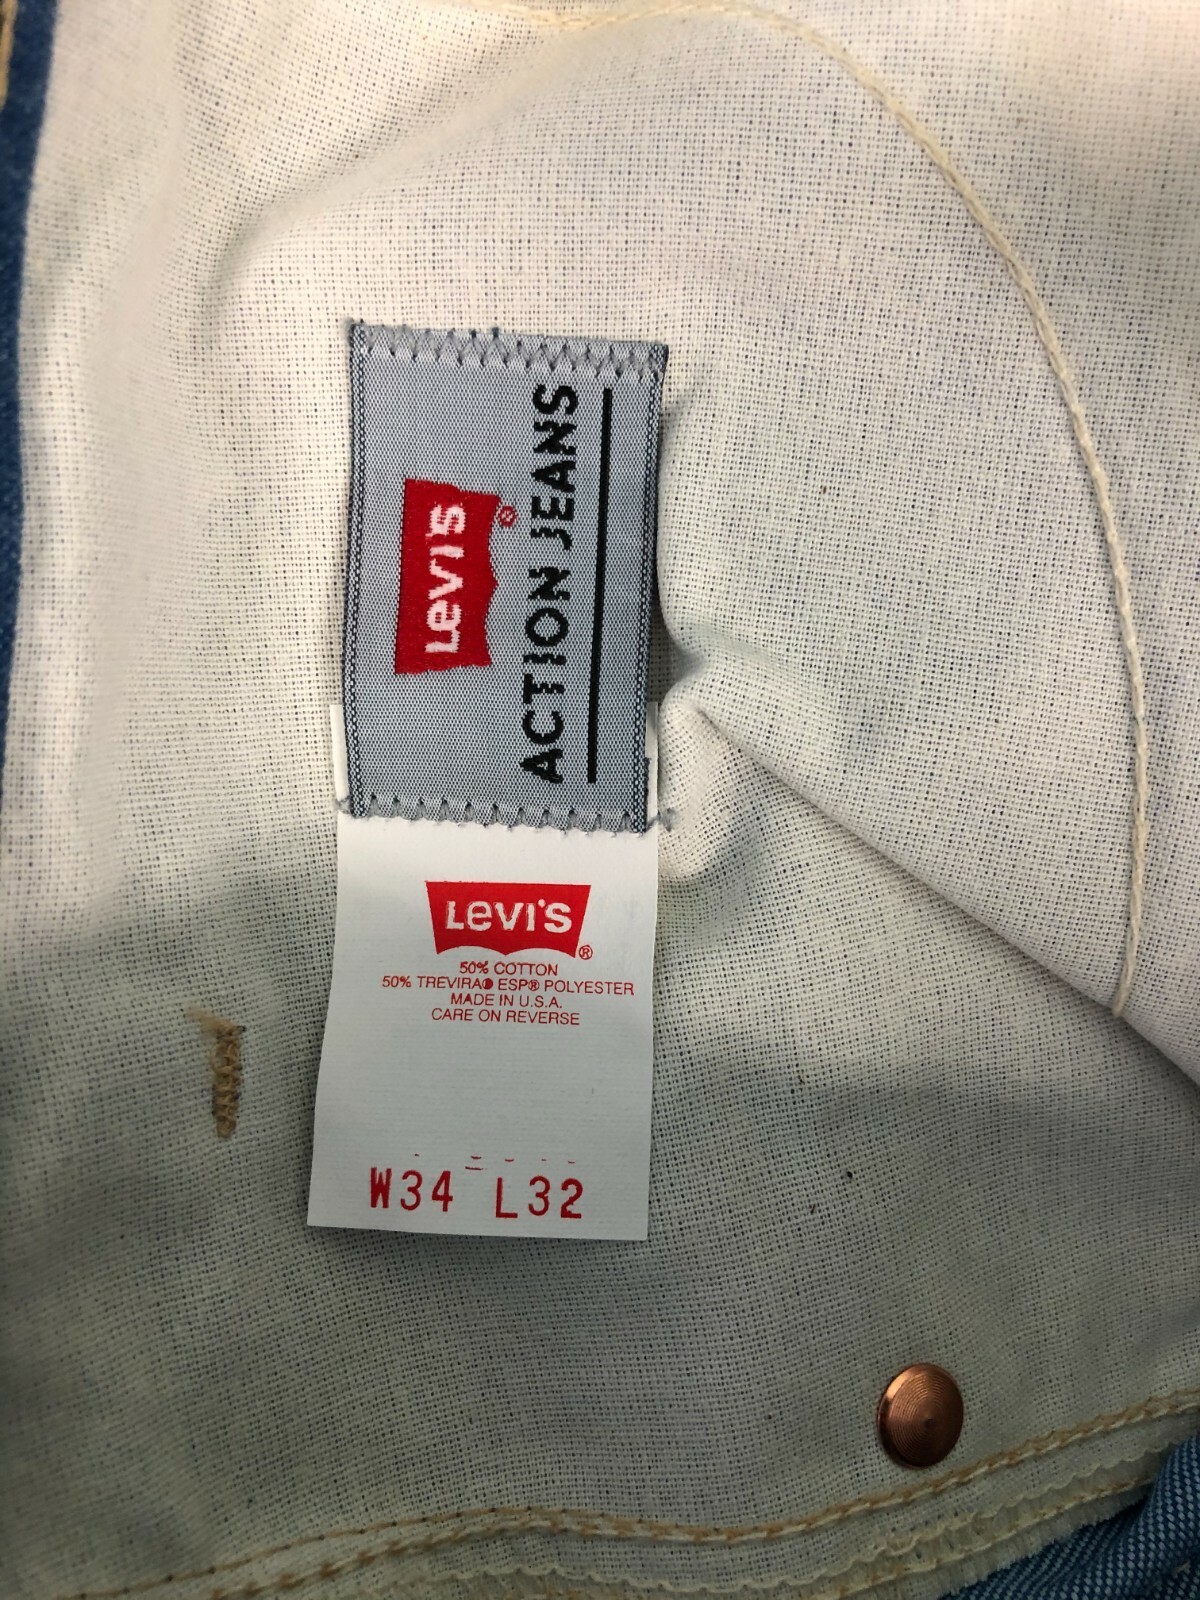 LEVI'S ®
ACTION JEANS
LEVI'S ®
50% COTTON
50% TREVIRA® ESP® POLYESTER
MADE IN U.S.A.
CARE ON REVERSE
W34 L32